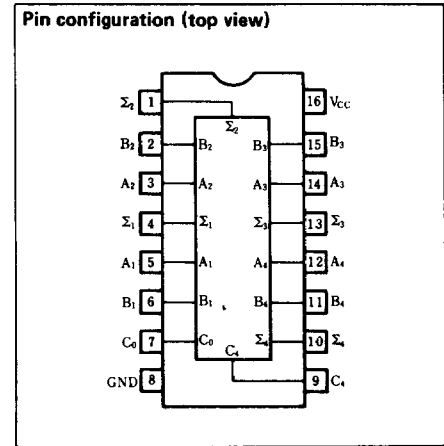 Pin configuration (top view)
Σ₂ 1 16 VCC
Σ₂
B₂ 2 B₂ B₃ 15 B₃
A₂ 3 A₂ A₃ 14 A₃
Σ₁ 4 Σ₁ Σ₃ 13 Σ₃
A₁ 5 A₁ A₄ 12 A₄
B₁ 6 B₁ B₄ 11 B₄
C₀ 7 C₀ Σ₄ 10 Σ₄
C₄
GND 8 9 C₄